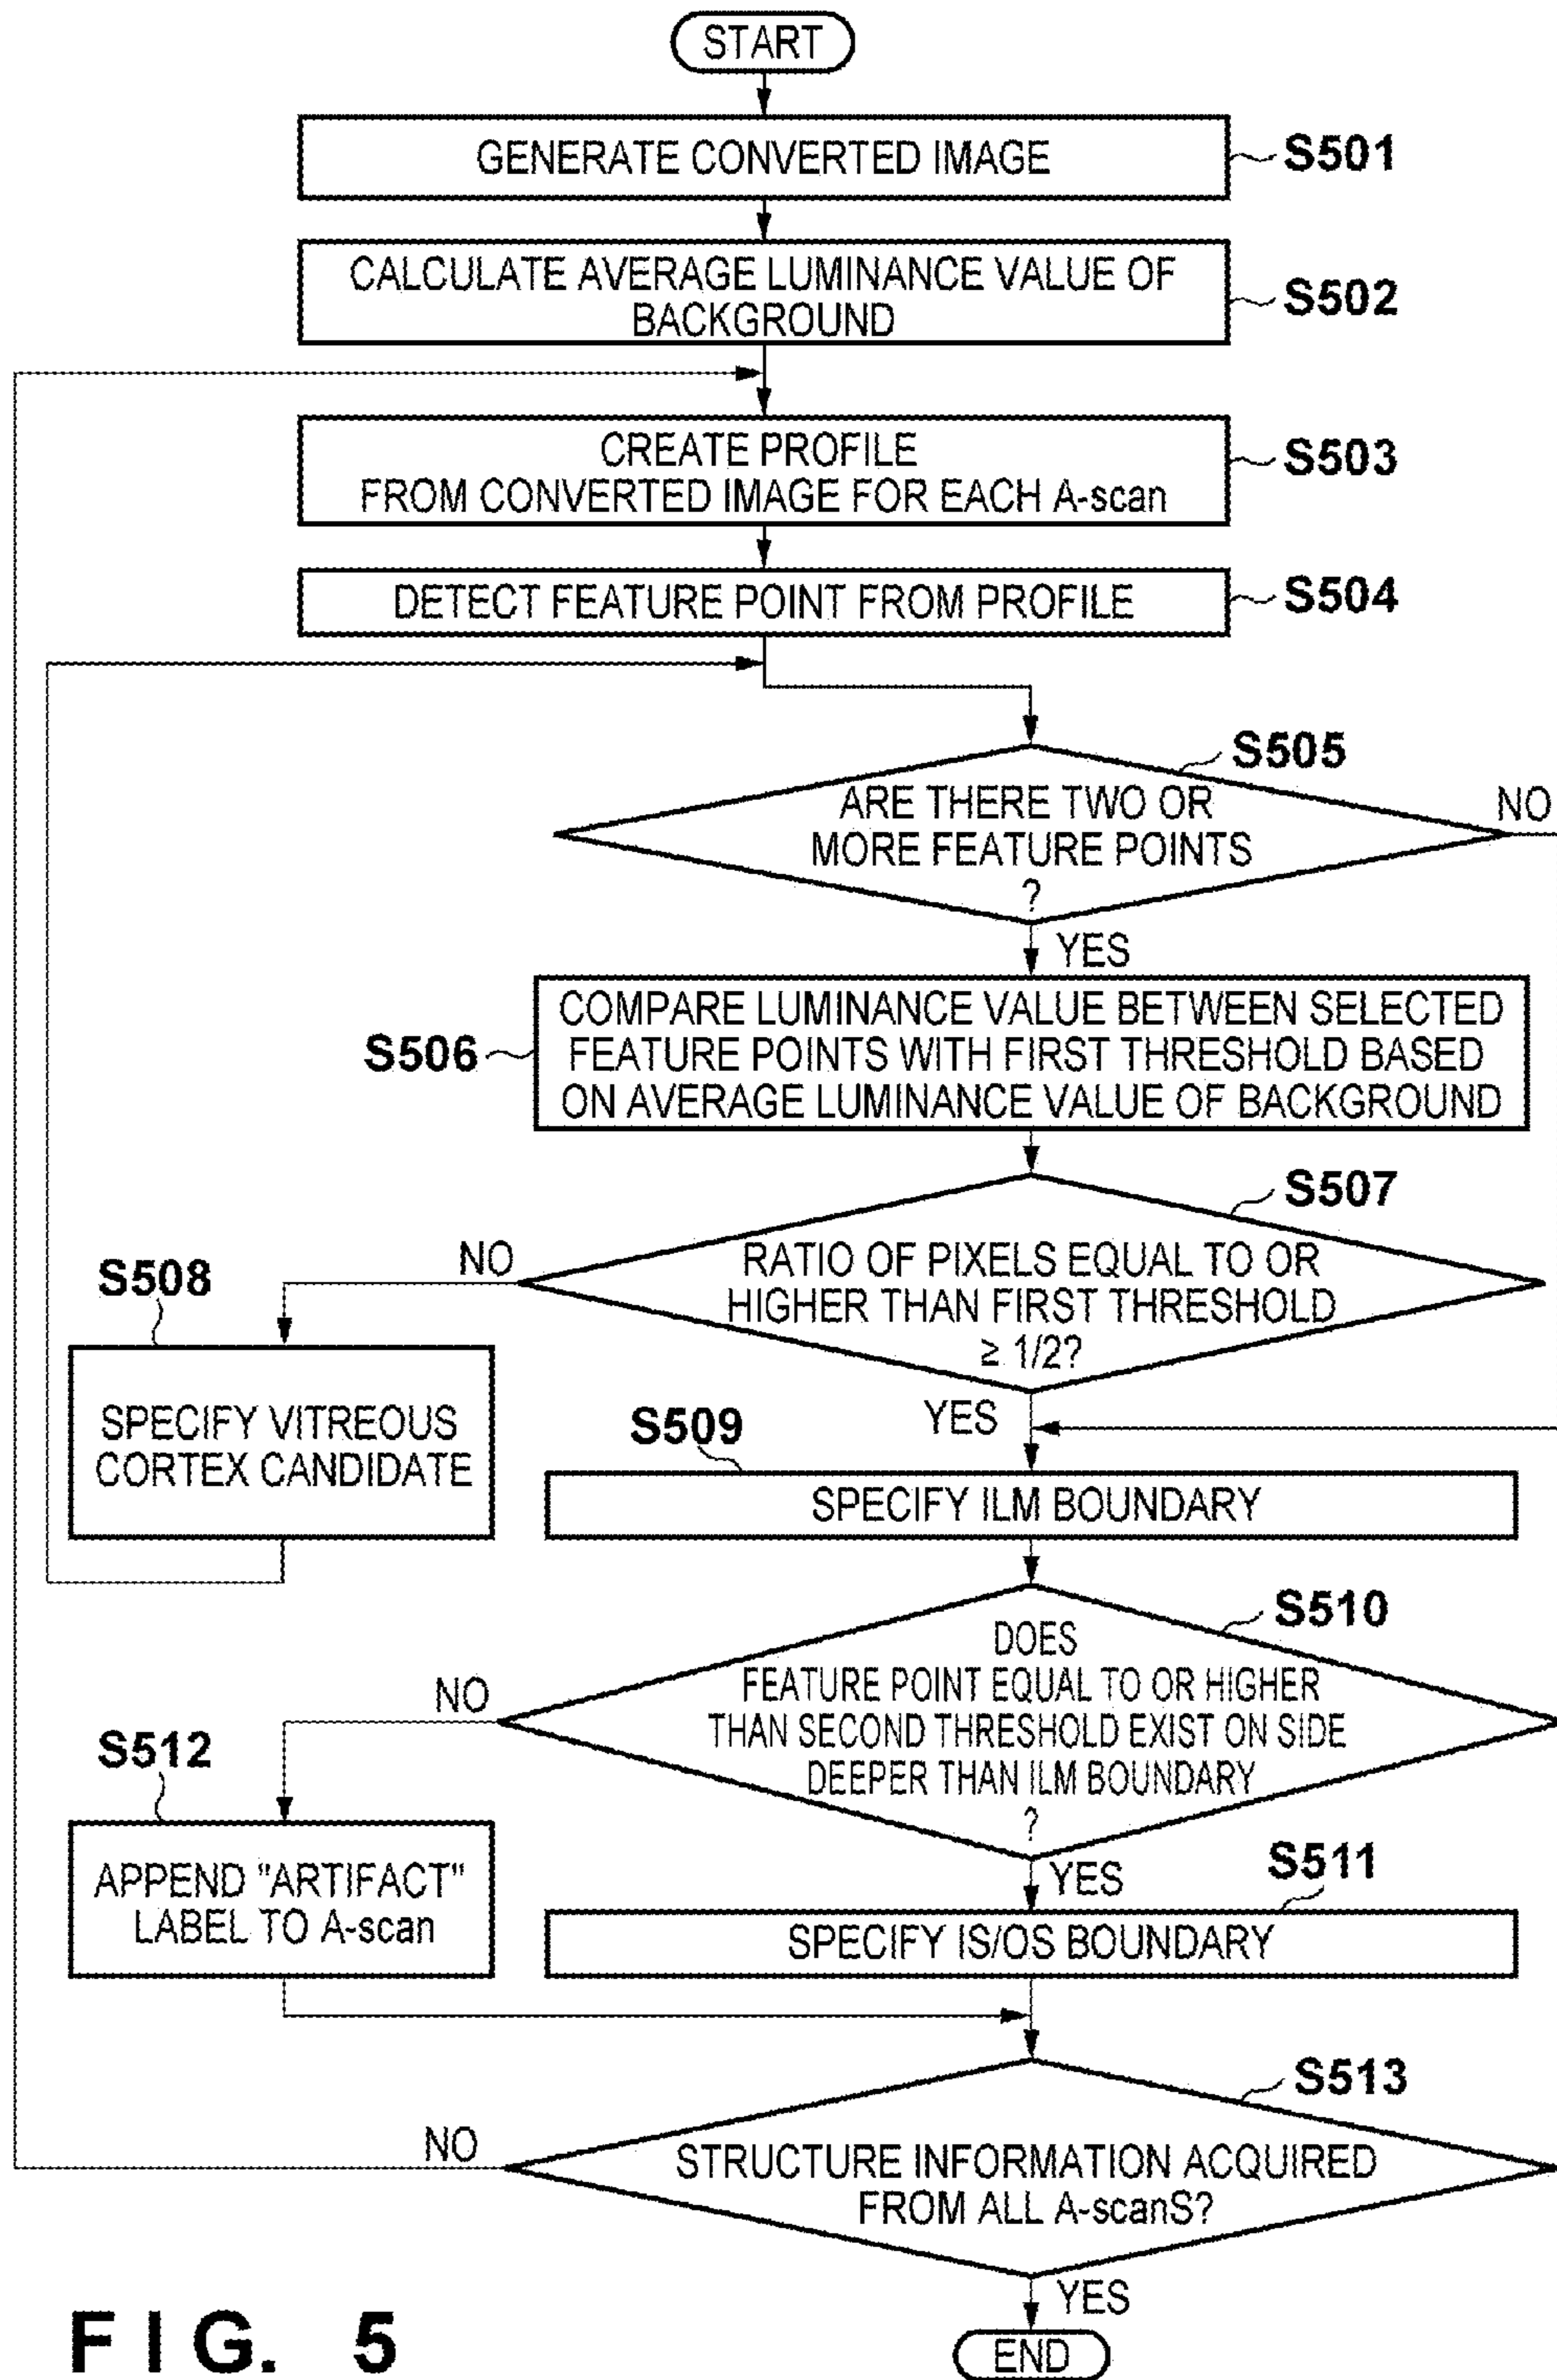 START
GENERATE CONVERTED IMAGE
S501
CALCULATE AVERAGE LUMINANCE VALUE OF
BACKGROUND
S502
CREATE PROFILE
FROM CONVERTED IMAGE FOR EACH A-scan
S503
DETECT FEATURE POINT FROM PROFILE
S504
S505
ARE THERE TWO OR
MORE FEATURE POINTS
?
NO
YES
S506
COMPARE LUMINANCE VALUE BETWEEN SELECTED
FEATURE POINTS WITH FIRST THRESHOLD BASED
ON AVERAGE LUMINANCE VALUE OF BACKGROUND
S507
RATIO OF PIXELS EQUAL TO OR
HIGHER THAN FIRST THRESHOLD
≥ 1/2?
NO
YES
S508
SPECIFY VITREOUS
CORTEX CANDIDATE
S509
SPECIFY ILM BOUNDARY
S510
DOES
FEATURE POINT EQUAL TO OR HIGHER
THAN SECOND THRESHOLD EXIST ON SIDE
DEEPER THAN ILM BOUNDARY
?
NO
YES
S512
APPEND "ARTIFACT"
LABEL TO A-scan
S511
SPECIFY IS/OS BOUNDARY
S513
STRUCTURE INFORMATION ACQUIRED
FROM ALL A-scanS?
NO
YES
END
FIG. 5